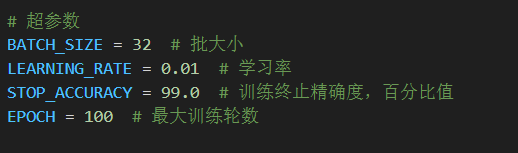 # 超参数
BATCH_SIZE = 32  # 批大小
LEARNING_RATE = 0.01  # 学习率
STOP_ACCURACY = 99.0  # 训练终止精确度，百分比值
EPOCH = 100  # 最大训练轮数